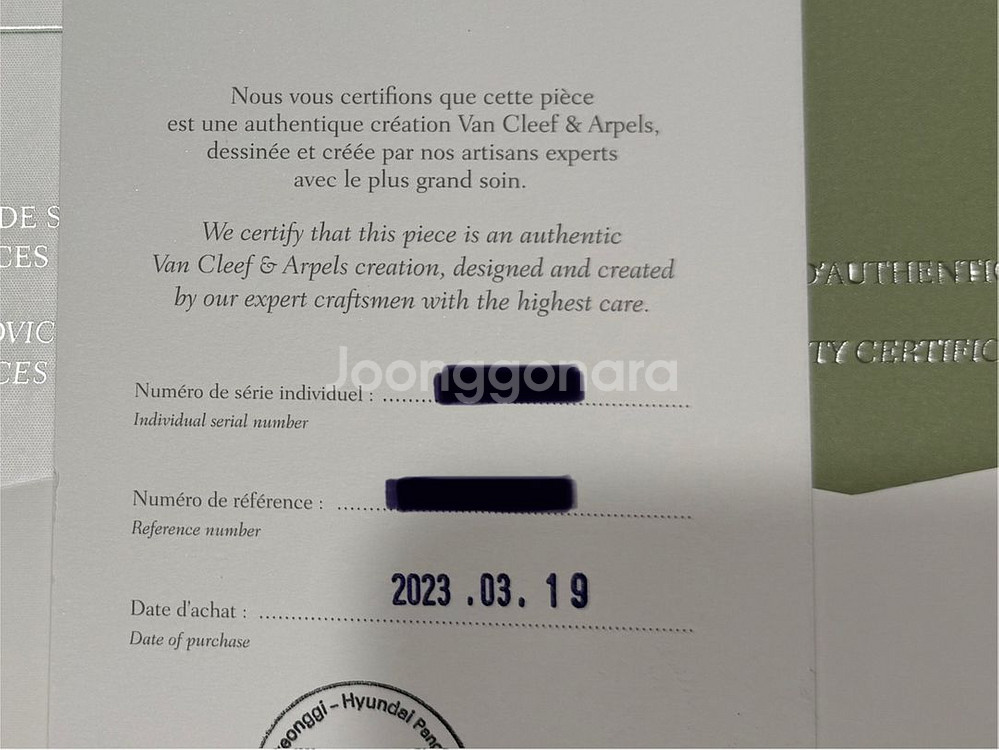 Nous vous certifions que cette pièce
est une authentique création Van Cleef & Arpels,
dessinée et créée par nos artisans experts
avec le plus grand soin.
We certify that this piece is an authentic
Van Cleef & Arpels creation, designed and created
by our expert craftsmen with the highest care.
Joonggonara
Numéro de série individuel :
Individual serial number
Numéro de référence :
Reference number
2023 .03. 19
Date d'achat :
Date of purchase
eonggi – Hyundai Pang
DE S
CES
OVIC
CES
D'AUTHENTIC
TY CERTIFIC